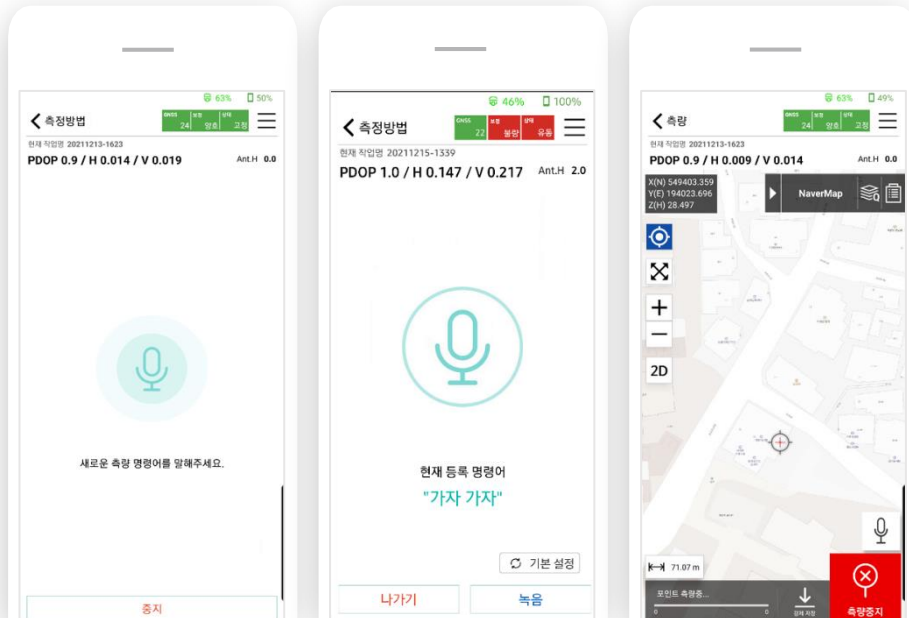 63% 50%
측정방법
GNSS 보정 상태
24 양호 고정
현재 작업명 20211213-1623
PDOP 0.9 / H 0.014 / V 0.019 Ant.H 0.0
새로운 측량 명령어를 말해주세요.
중지
46% 100%
측정방법
GNSS 보정 상태
22 불량 유동
현재 작업명 20211215-1339
PDOP 1.0 / H 0.147 / V 0.217 Ant.H 2.0
현재 등록 명령어
"가자 가자"
기본 설정
나가기 녹음
63% 49%
측량
GNSS 보정 상태
24 양호 고정
현재 작업명 20211213-1623
PDOP 0.9 / H 0.009 / V 0.014 Ant.H 0.0
X(N) 549403.359
Y(E) 194023.696
Z(H) 28.497
NaverMap
2D
71.07 m
포인트 측량중...
0 0
강제 저장
측량중지